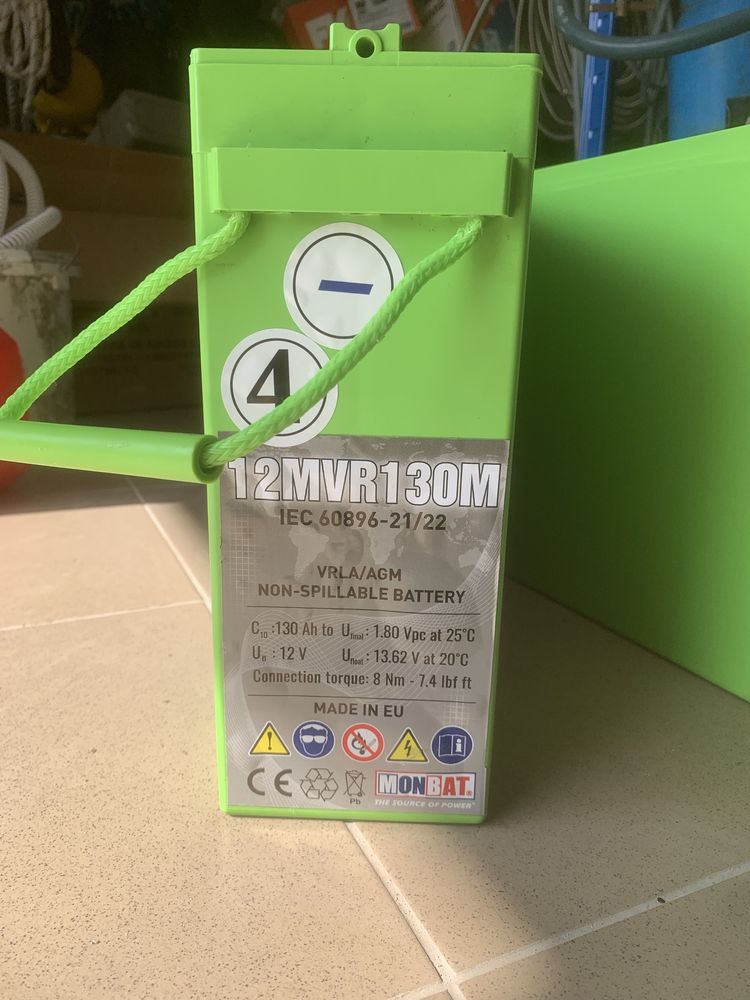 −
4
12MVR130M
IEC 60896-21/22
VRLA/AGM
NON-SPILLABLE BATTERY
C10 :130 Ah to Ufinal : 1.80 Vpc at 25°C
Un : 12 V Ufloat : 13.62 V at 20°C
Connection torque: 8 Nm - 7.4 lbf ft
MADE IN EU
CE Pb MONBAT®
THE SOURCE OF POWER®